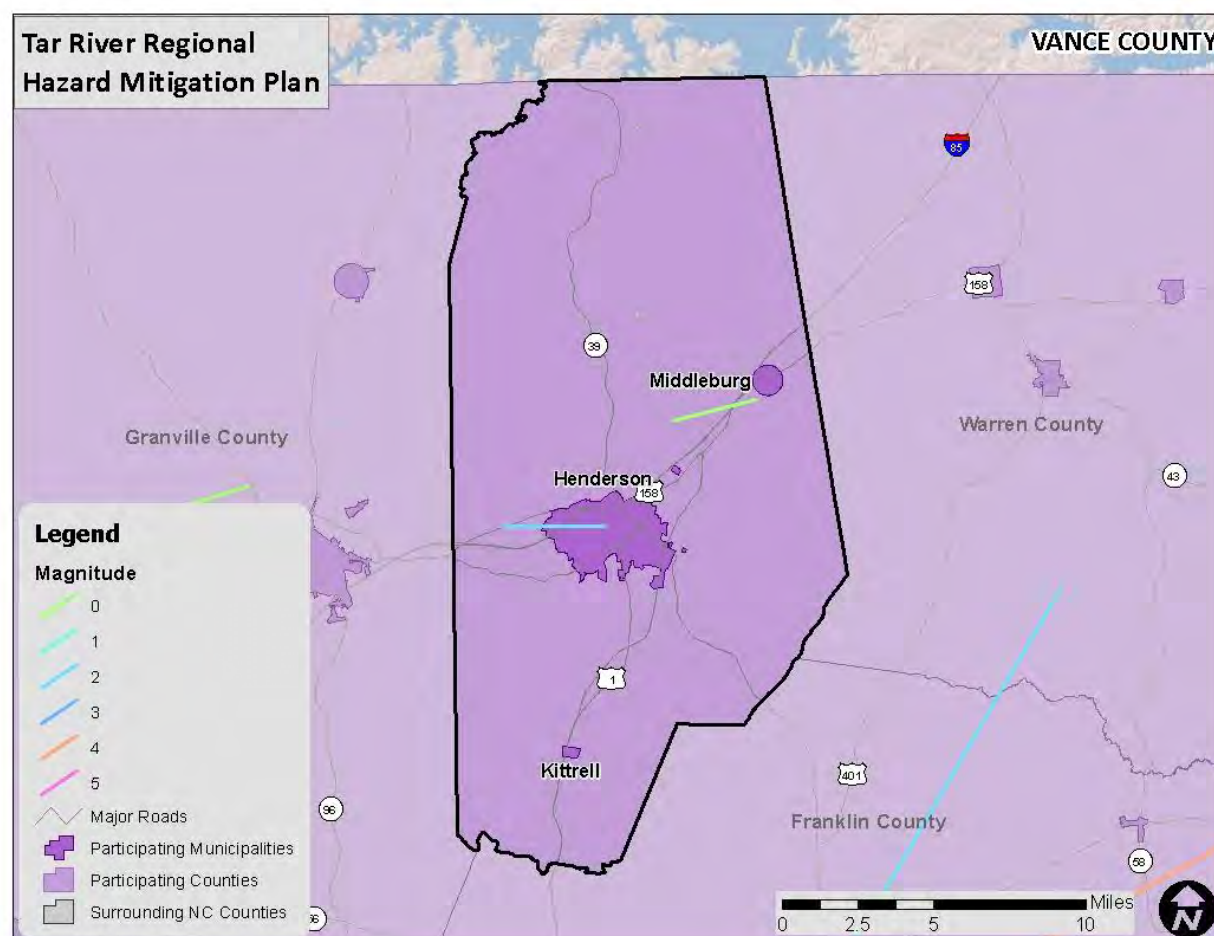 Tar River Regional
Hazard Mitigation Plan
VANCE COUNTY
85
158
39
Middleburg
Granville County
Warren County
43
Henderson
158
1
Kittrell
401
Franklin County
96
58
Legend
Magnitude
0
1
2
3
4
5
Major Roads
Participating Municipalities
Participating Counties
Surrounding NC Counties
Miles
0 2.5 5 10
N